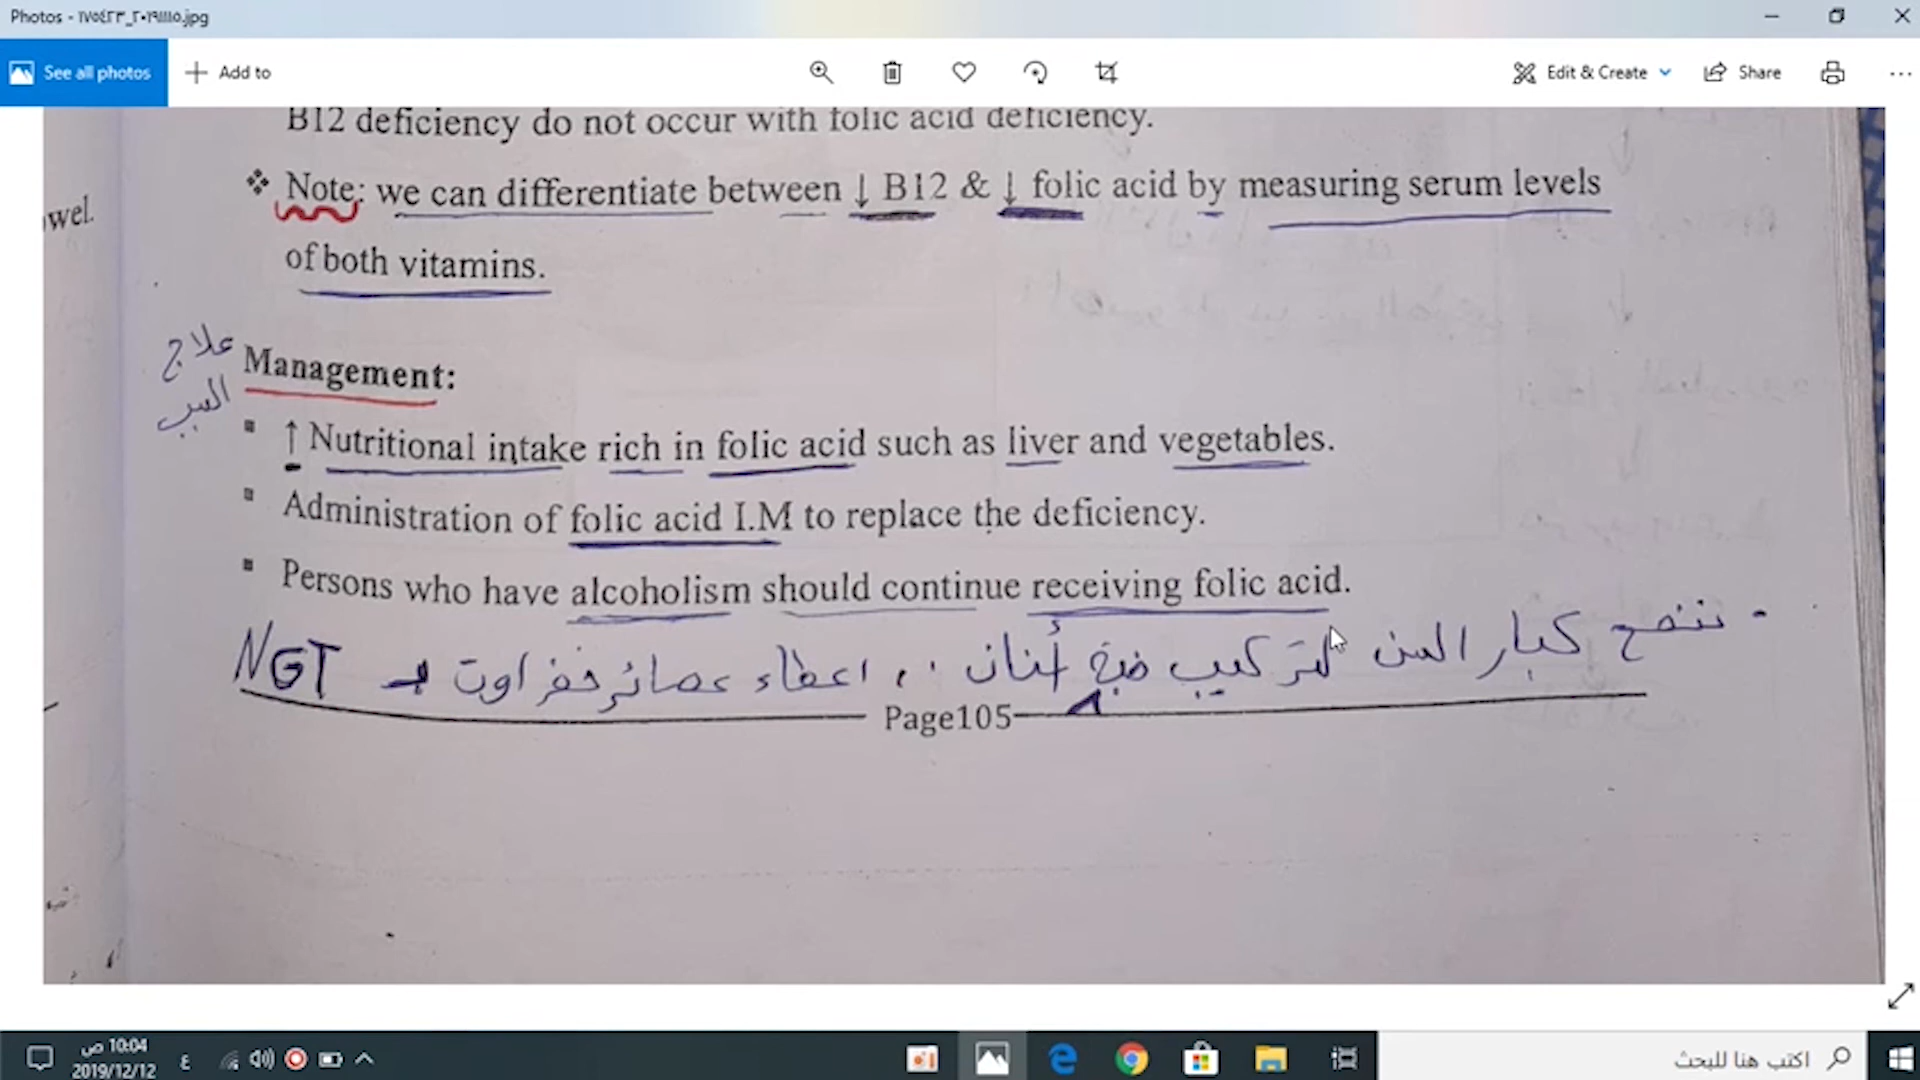 Photos - ٢٠١٩١١١٥_١٧٥٤٢٣.jpg
See all photos
Add to
Edit & Create
Share
wel.
B12 deficiency do not occur with folic acid deficiency.
❖ Note: we can differentiate between ↓ B12 & ↓ folic acid by measuring serum levels
of both vitamins.
علاج
السبب
Management:
▪ ↑ Nutritional intake rich in folic acid such as liver and vegetables.
▪ Administration of folic acid I.M to replace the deficiency.
▪ Persons who have alcoholism should continue receiving folic acid.
- ننصح كبار السن لتركيب أسنان ، اعطاء عصائر خضراوت بـ NGT
Page105
10:04 ص
ع
2019/12/12
اكتب هنا للبحث